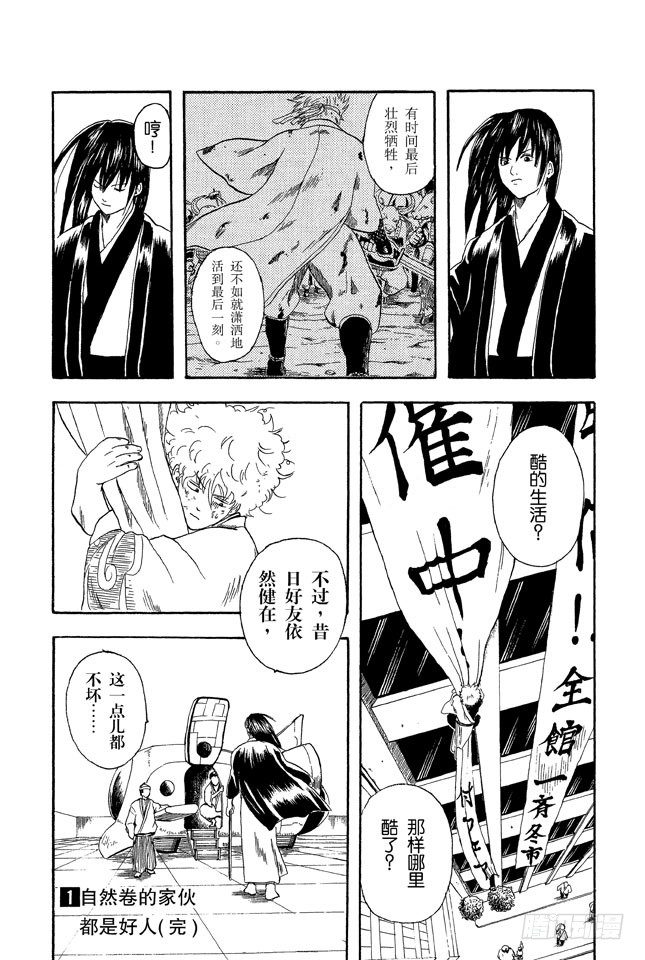 有时间最后
壮烈牺牲，
还不如就潇洒地
活到最后一刻。
哼！
酷的生活？
催中！
全館一斉冬市
那样哪里
酷了？
不过，昔
日好友依
然健在，
这一点儿都
不坏……
1 自然卷的家伙
都是好人(完)